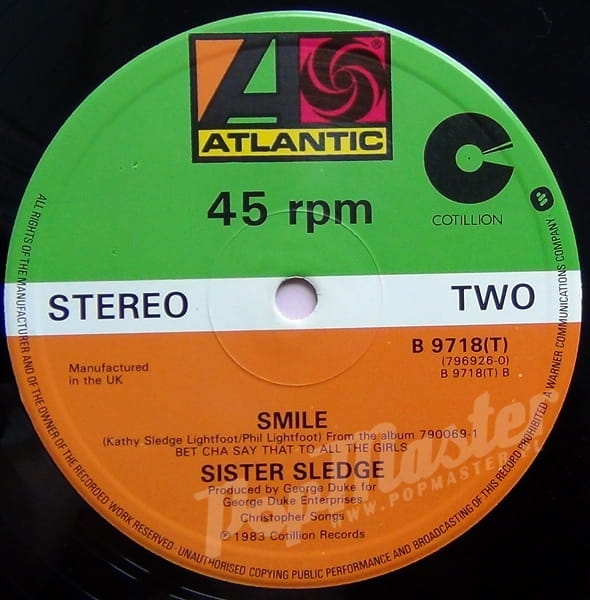 ATLANTIC
®
45 rpm
COTILLION
STEREO
TWO
B 9718(T)
(796926-0)
B 9718(T) B
Manufactured
in the UK
SMILE
(Kathy Sledge Lightfoot/Phil Lightfoot) From the album 790069-1
BET CHA SAY THAT TO ALL THE GIRLS
SISTER SLEDGE
Produced by George Duke for
George Duke Enterprises
Christopher Songs
℗ 1983 Cotillion Records
ALL RIGHTS OF THE MANUFACTURER AND OF THE OWNER OF THE RECORDED WORK RESERVED · UNAUTHORISED COPYING PUBLIC PERFORMANCE AND BROADCASTING OF THIS RECORD PROHIBITED · A WARNER COMMUNICATIONS COMPANY ·
PopMaster
WWW.POPMASTER.PL